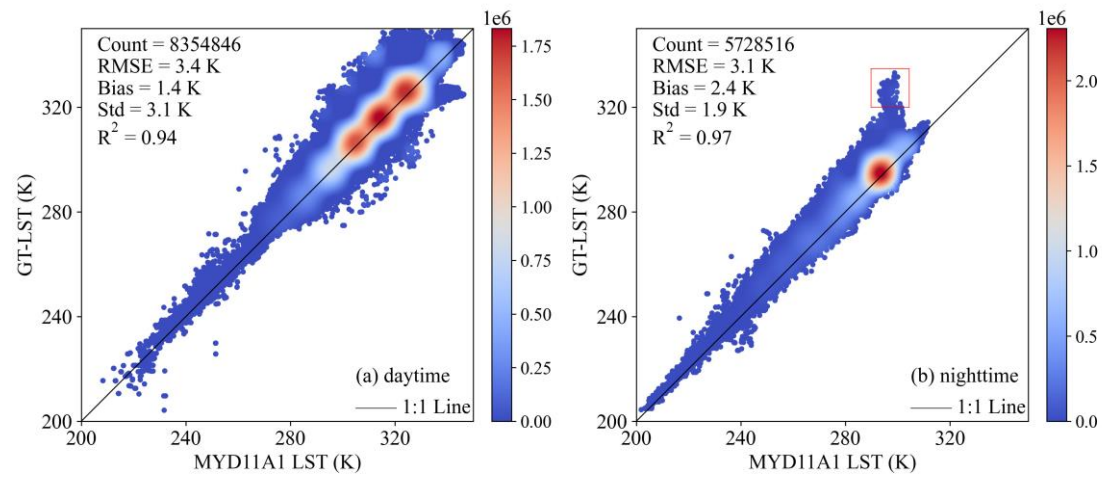 1e6
Count = 8354846
RMSE = 3.4 K
Bias = 1.4 K
Std = 3.1 K
R² = 0.94
GT-LST (K)
320
280
240
200
200
240
280
320
MYD11A1 LST (K)
(a) daytime
1:1 Line
1.75
1.50
1.25
1.00
0.75
0.50
0.25
0.00
1e6
Count = 5728516
RMSE = 3.1 K
Bias = 2.4 K
Std = 1.9 K
R² = 0.97
GT-LST (K)
320
280
240
200
200
240
280
320
MYD11A1 LST (K)
(b) nighttime
1:1 Line
2.0
1.5
1.0
0.5
0.0